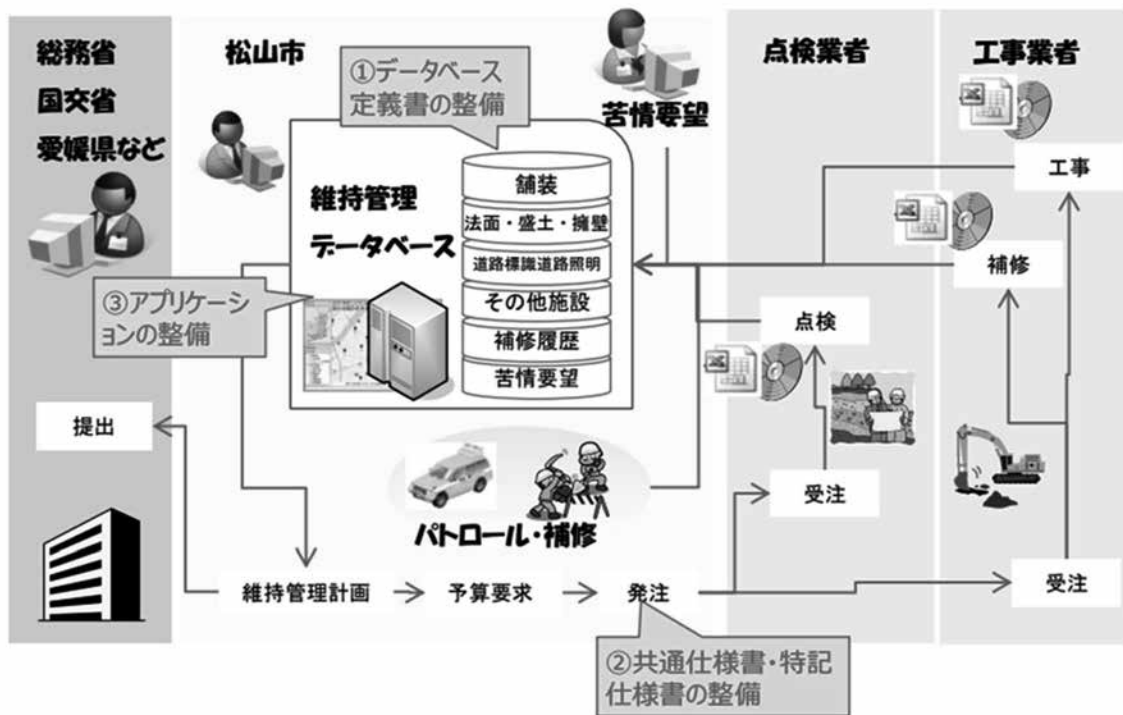 総務省
国交省
愛媛県など
提出
松山市
①データベース
定義書の整備
苦情要望
維持管理
データベース
舗装
法面・盛土・擁壁
道路標識道路照明
その他施設
補修履歴
苦情要望
③アプリケーシ
ョンの整備
パトロール・補修
維持管理計画
予算要求
発注
②共通仕様書・特記
仕様書の整備
点検業者
点検
受注
工事業者
工事
補修
受注